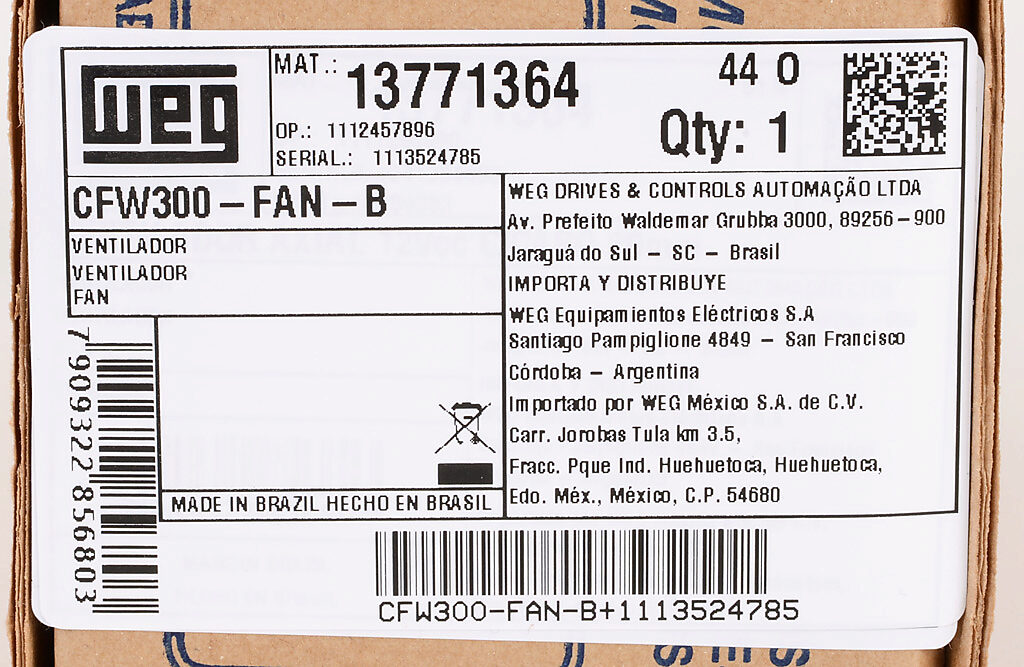 WEG
MAT.: 13771364
44 0
Qty: 1
OP.: 1112457896
SERIAL.: 1113524785
CFW300-FAN-B
VENTILADOR
VENTILADOR
FAN
WEG DRIVES & CONTROLS AUTOMAÇÃO LTDA
Av. Prefeito Waldemar Grubba 3000, 89256-900
Jaraguá do Sul - SC - Brasil
IMPORTA Y DISTRIBUYE
WEG Equipamientos Eléctricos S.A
Santiago Pampiglione 4849 - San Francisco
Córdoba - Argentina
Importado por WEG México S.A. de C.V.
Carr. Jorobas Tula km 3.5,
Fracc. Pque Ind. Huehuetoca, Huehuetoca,
Edo. Méx., México, C.P. 54680
7 909322 856803
MADE IN BRAZIL HECHO EN BRASIL
CFW300-FAN-B+1113524785